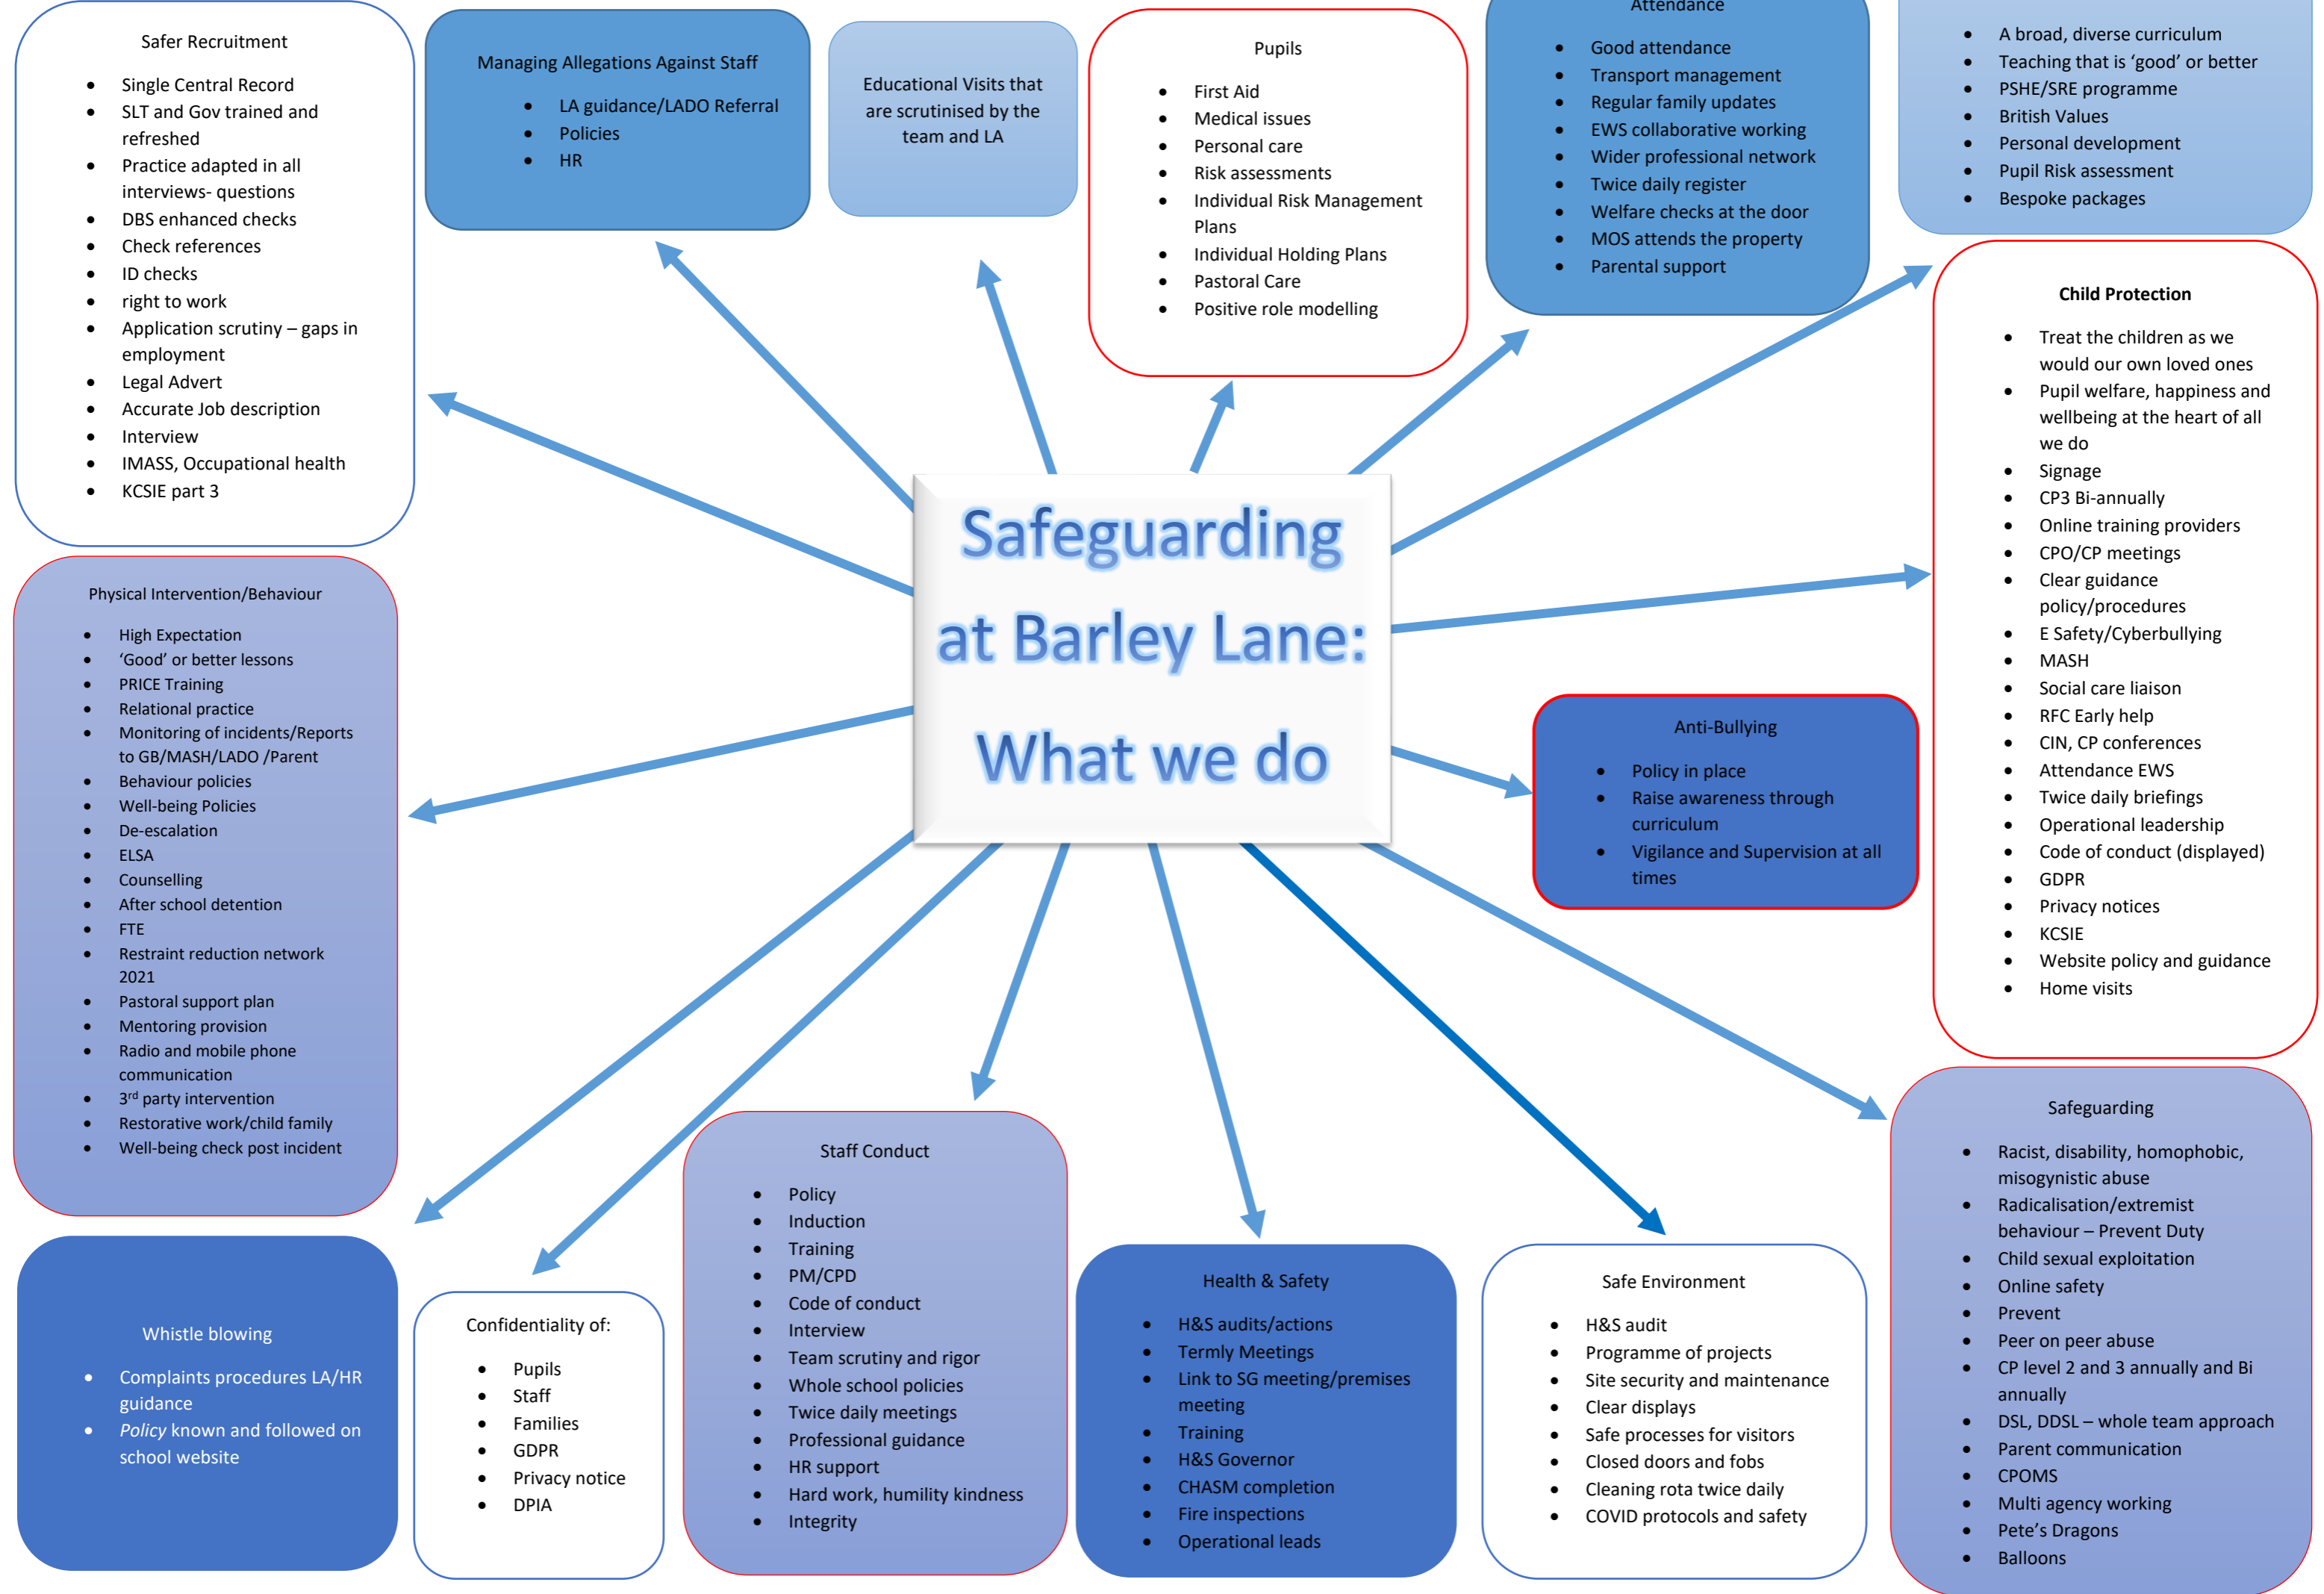 Safer Recruitment
• Single Central Record
• SLT and Gov trained and
refreshed
• Practice adapted in all
interviews- questions
• DBS enhanced checks
• Check references
• ID checks
• right to work
• Application scrutiny – gaps in
employment
• Legal Advert
• Accurate Job description
• Interview
• IMASS, Occupational health
• KCSIE part 3
Managing Allegations Against Staff
• LA guidance/LADO Referral
• Policies
• HR
Educational Visits that
are scrutinised by the
team and LA
Pupils
• First Aid
• Medical issues
• Personal care
• Risk assessments
• Individual Risk Management
Plans
• Individual Holding Plans
• Pastoral Care
• Positive role modelling
Attendance
• Good attendance
• Transport management
• Regular family updates
• EWS collaborative working
• Wider professional network
• Twice daily register
• Welfare checks at the door
• MOS attends the property
• Parental support
• A broad, diverse curriculum
• Teaching that is ‘good’ or better
• PSHE/SRE programme
• British Values
• Personal development
• Pupil Risk assessment
• Bespoke packages
Child Protection
• Treat the children as we
would our own loved ones
• Pupil welfare, happiness and
wellbeing at the heart of all
we do
• Signage
• CP3 Bi-annually
• Online training providers
• CPO/CP meetings
• Clear guidance
policy/procedures
• E Safety/Cyberbullying
• MASH
• Social care liaison
• RFC Early help
• CIN, CP conferences
• Attendance EWS
• Twice daily briefings
• Operational leadership
• Code of conduct (displayed)
• GDPR
• Privacy notices
• KCSIE
• Website policy and guidance
• Home visits
Safeguarding
at Barley Lane:
What we do
Physical Intervention/Behaviour
• High Expectation
• ‘Good’ or better lessons
• PRICE Training
• Relational practice
• Monitoring of incidents/Reports
to GB/MASH/LADO /Parent
• Behaviour policies
• Well-being Policies
• De-escalation
• ELSA
• Counselling
• After school detention
• FTE
• Restraint reduction network
2021
• Pastoral support plan
• Mentoring provision
• Radio and mobile phone
communication
• 3rd party intervention
• Restorative work/child family
• Well-being check post incident
Anti-Bullying
• Policy in place
• Raise awareness through
curriculum
• Vigilance and Supervision at all
times
Whistle blowing
• Complaints procedures LA/HR
guidance
• Policy known and followed on
school website
Confidentiality of:
• Pupils
• Staff
• Families
• GDPR
• Privacy notice
• DPIA
Staff Conduct
• Policy
• Induction
• Training
• PM/CPD
• Code of conduct
• Interview
• Team scrutiny and rigor
• Whole school policies
• Twice daily meetings
• Professional guidance
• HR support
• Hard work, humility kindness
• Integrity
Health & Safety
• H&S audits/actions
• Termly Meetings
• Link to SG meeting/premises
meeting
• Training
• H&S Governor
• CHASM completion
• Fire inspections
• Operational leads
Safe Environment
• H&S audit
• Programme of projects
• Site security and maintenance
• Clear displays
• Safe processes for visitors
• Closed doors and fobs
• Cleaning rota twice daily
• COVID protocols and safety
Safeguarding
• Racist, disability, homophobic,
misogynistic abuse
• Radicalisation/extremist
behaviour – Prevent Duty
• Child sexual exploitation
• Online safety
• Prevent
• Peer on peer abuse
• CP level 2 and 3 annually and Bi
annually
• DSL, DDSL – whole team approach
• Parent communication
• CPOMS
• Multi agency working
• Pete’s Dragons
• Balloons